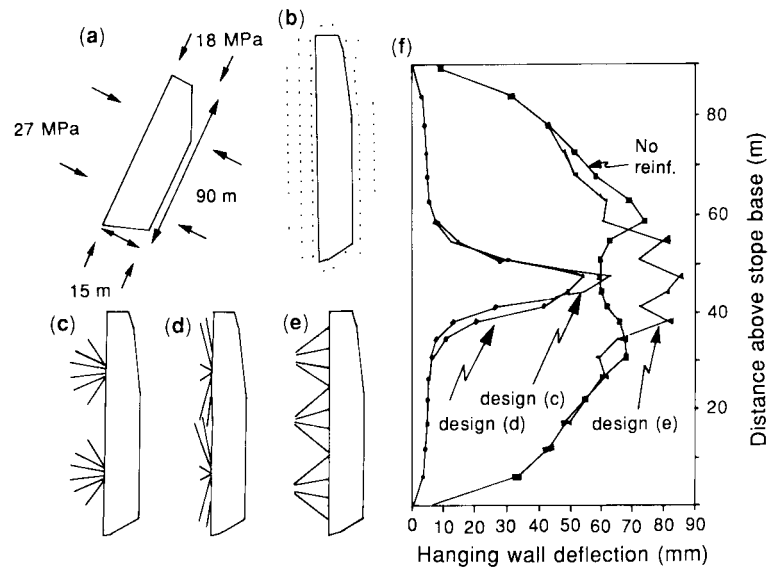 (a)
18 MPa
27 MPa
90 m
15 m
(b)
(c)
(d)
(e)
(f)
No
reinf.
design (c)
design (d)
design (e)
80
60
40
20
0
0 10 20 30 40 50 60 70 80 90
Hanging wall deflection (mm)
Distance above stope base (m)